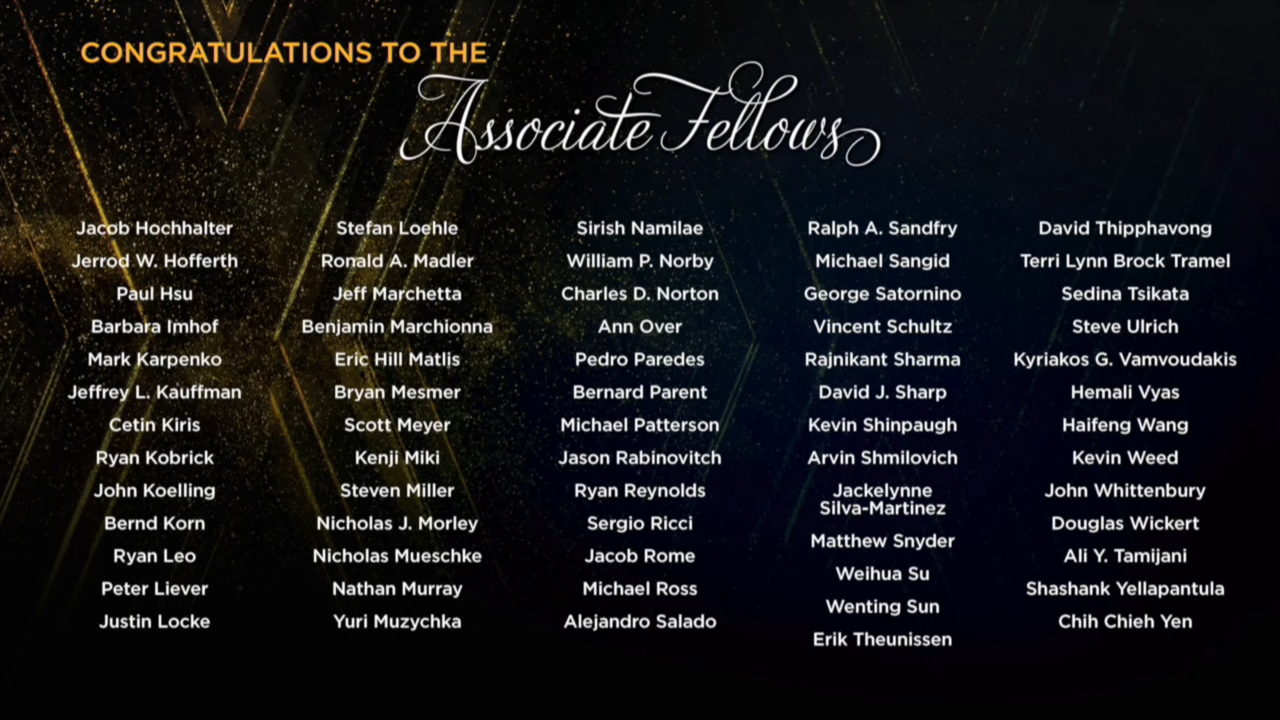 CONGRATULATIONS TO THE
Associate Fellows
Jacob Hochhalter
Jerrod W. Hofferth
Paul Hsu
Barbara Imhof
Mark Karpenko
Jeffrey L. Kauffman
Cetin Kiris
Ryan Kobrick
John Koelling
Bernd Korn
Ryan Leo
Peter Liever
Justin Locke
Stefan Loehle
Ronald A. Madler
Jeff Marchetta
Benjamin Marchionna
Eric Hill Matlis
Bryan Mesmer
Scott Meyer
Kenji Miki
Steven Miller
Nicholas J. Morley
Nicholas Mueschke
Nathan Murray
Yuri Muzychka
Sirish Namilae
William P. Norby
Charles D. Norton
Ann Over
Pedro Paredes
Bernard Parent
Michael Patterson
Jason Rabinovitch
Ryan Reynolds
Sergio Ricci
Jacob Rome
Michael Ross
Alejandro Salado
Ralph A. Sandfry
Michael Sangid
George Satornino
Vincent Schultz
Rajnikant Sharma
David J. Sharp
Kevin Shinpaugh
Arvin Shmilovich
Jackelynne
Silva-Martinez
Matthew Snyder
Weihua Su
Wenting Sun
Erik Theunissen
David Thipphavong
Terri Lynn Brock Tramel
Sedina Tsikata
Steve Ulrich
Kyriakos G. Vamvoudakis
Hemali Vyas
Haifeng Wang
Kevin Weed
John Whittenbury
Douglas Wickert
Ali Y. Tamijani
Shashank Yellapantula
Chih Chieh Yen